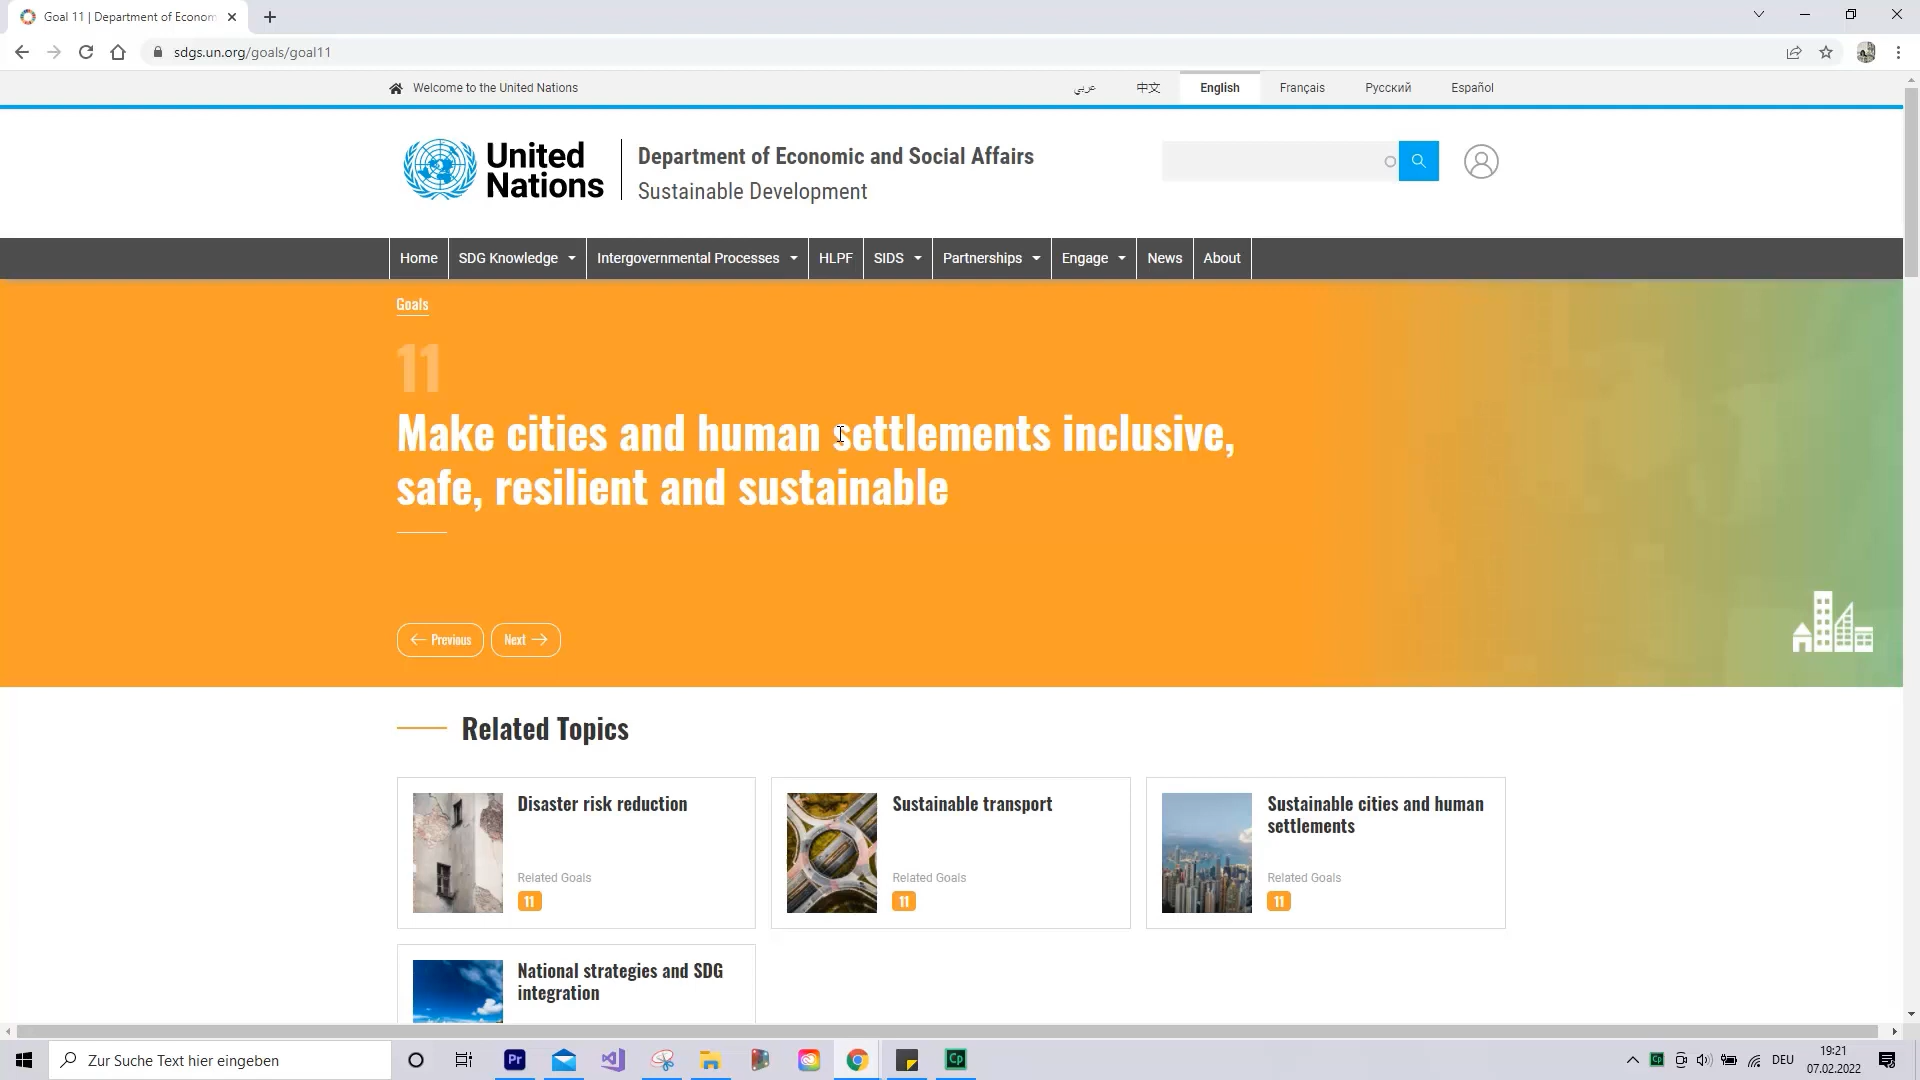 Goal 11 | Department of Econom
sdgs.un.org/goals/goal11
Welcome to the United Nations
عربي
中文
English
Français
Русский
Español
United
Nations
Department of Economic and Social Affairs
Sustainable Development
Home
SDG Knowledge
Intergovernmental Processes
HLPF
SIDS
Partnerships
Engage
News
About
Goals
11
Make cities and human settlements inclusive,
safe, resilient and sustainable
Previous
Next
Related Topics
Disaster risk reduction
Related Goals
11
Sustainable transport
Related Goals
11
Sustainable cities and human
settlements
Related Goals
11
National strategies and SDG
integration
Zur Suche Text hier eingeben
Pr
Cp
Cp
DEU
19:21
07.02.2022